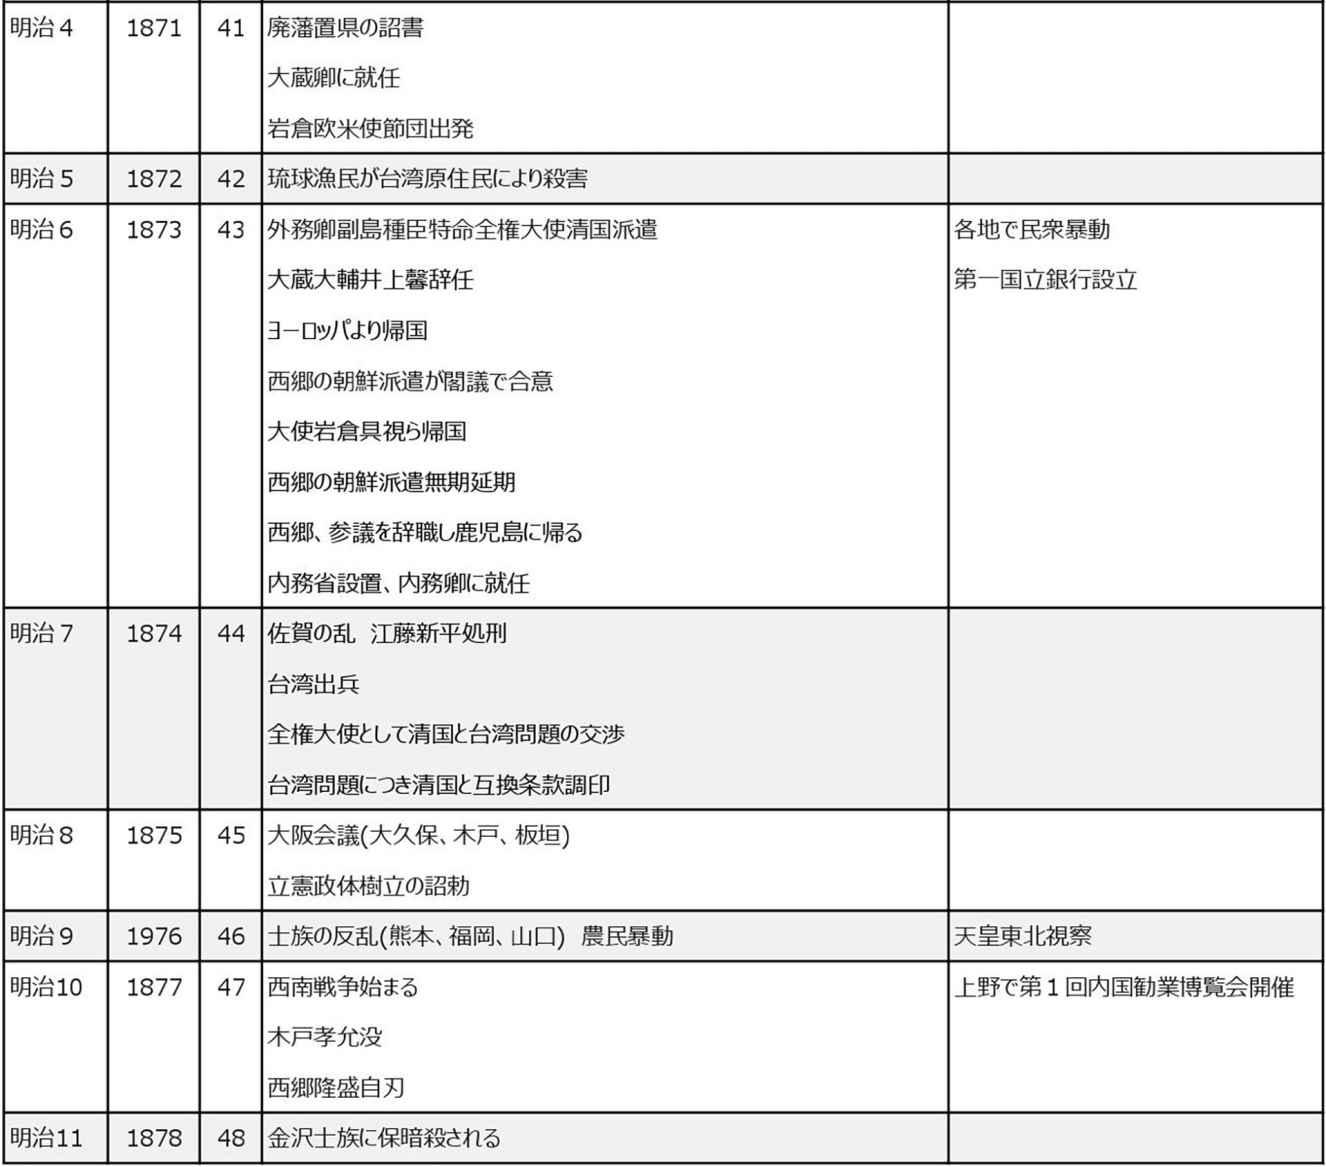 明治４ 1871 41 廃藩置県の詔書
大蔵卿に就任
岩倉欧米使節団出発
明治５ 1872 42 琉球漁民が台湾原住民により殺害
明治６ 1873 43 外務卿副島種臣特命全権大使清国派遣 各地で民衆暴動
大蔵大輔井上馨辞任 第一国立銀行設立
ヨーロッパより帰国
西郷の朝鮮派遣が閣議で合意
大使岩倉具視ら帰国
西郷の朝鮮派遣無期延期
西郷、参議を辞職し鹿児島に帰る
内務省設置、内務卿に就任
明治７ 1874 44 佐賀の乱　江藤新平処刑
台湾出兵
全権大使として清国と台湾問題の交渉
台湾問題につき清国と互換条款調印
明治８ 1875 45 大阪会議(大久保、木戸、板垣)
立憲政体樹立の詔勅
明治９ 1976 46 士族の反乱(熊本、福岡、山口)　農民暴動 天皇東北視察
明治10 1877 47 西南戦争始まる 上野で第１回内国勧業博覧会開催
木戸孝允没
西郷隆盛自刃
明治11 1878 48 金沢士族に保暗殺される